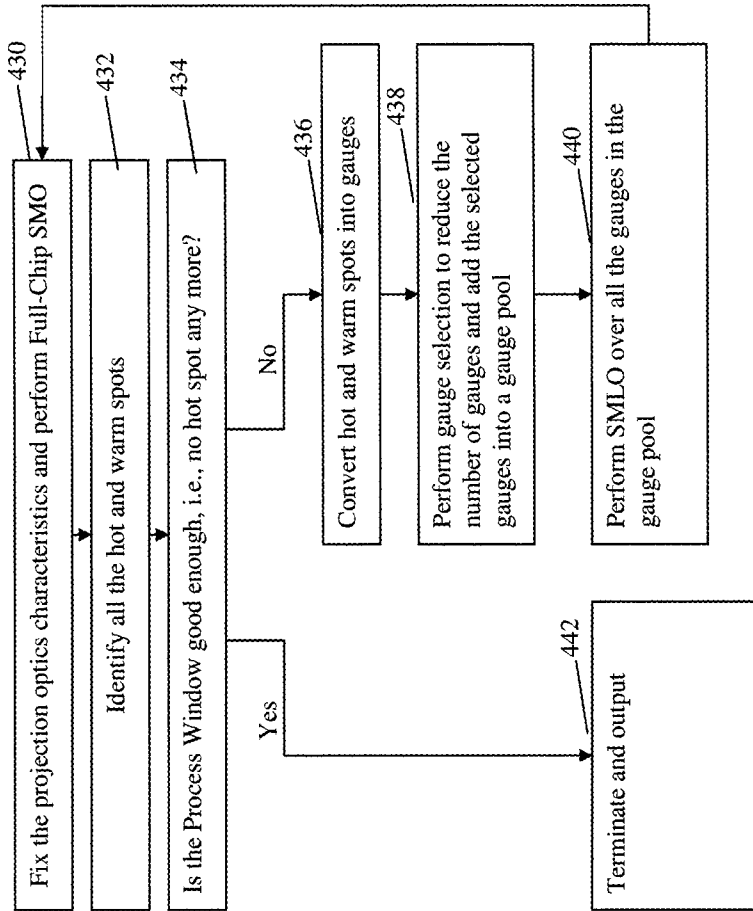 430
Fix the projection optics characteristics and perform Full-Chip SMO
432
Identify all the hot and warm spots
434
Is the Process Window good enough, i.e., no hot spot any more?
Yes
No
436
Convert hot and warm spots into gauges
438
Perform gauge selection to reduce the
number of gauges and add the selected
gauges into a gauge pool
440
Perform SMLO over all the gauges in the
gauge pool
442
Terminate and output